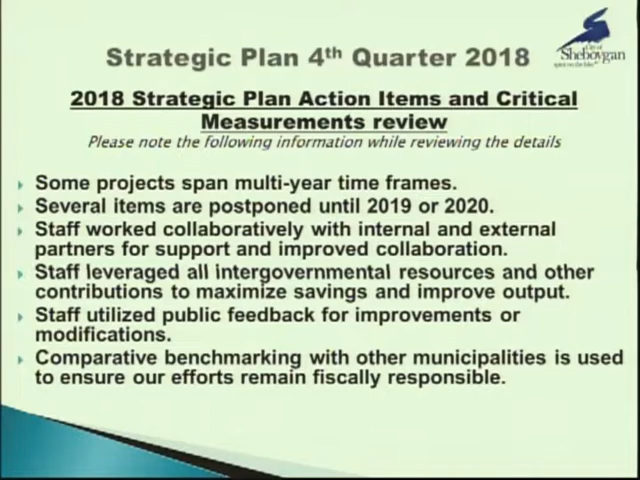 City of
Sheboygan
spirit on the lake
Strategic Plan 4th Quarter 2018
2018 Strategic Plan Action Items and Critical
Measurements review
Please note the following information while reviewing the details
Some projects span multi-year time frames.
Several items are postponed until 2019 or 2020.
Staff worked collaboratively with internal and external
partners for support and improved collaboration.
Staff leveraged all intergovernmental resources and other
contributions to maximize savings and improve output.
Staff utilized public feedback for improvements or
modifications.
Comparative benchmarking with other municipalities is used
to ensure our efforts remain fiscally responsible.